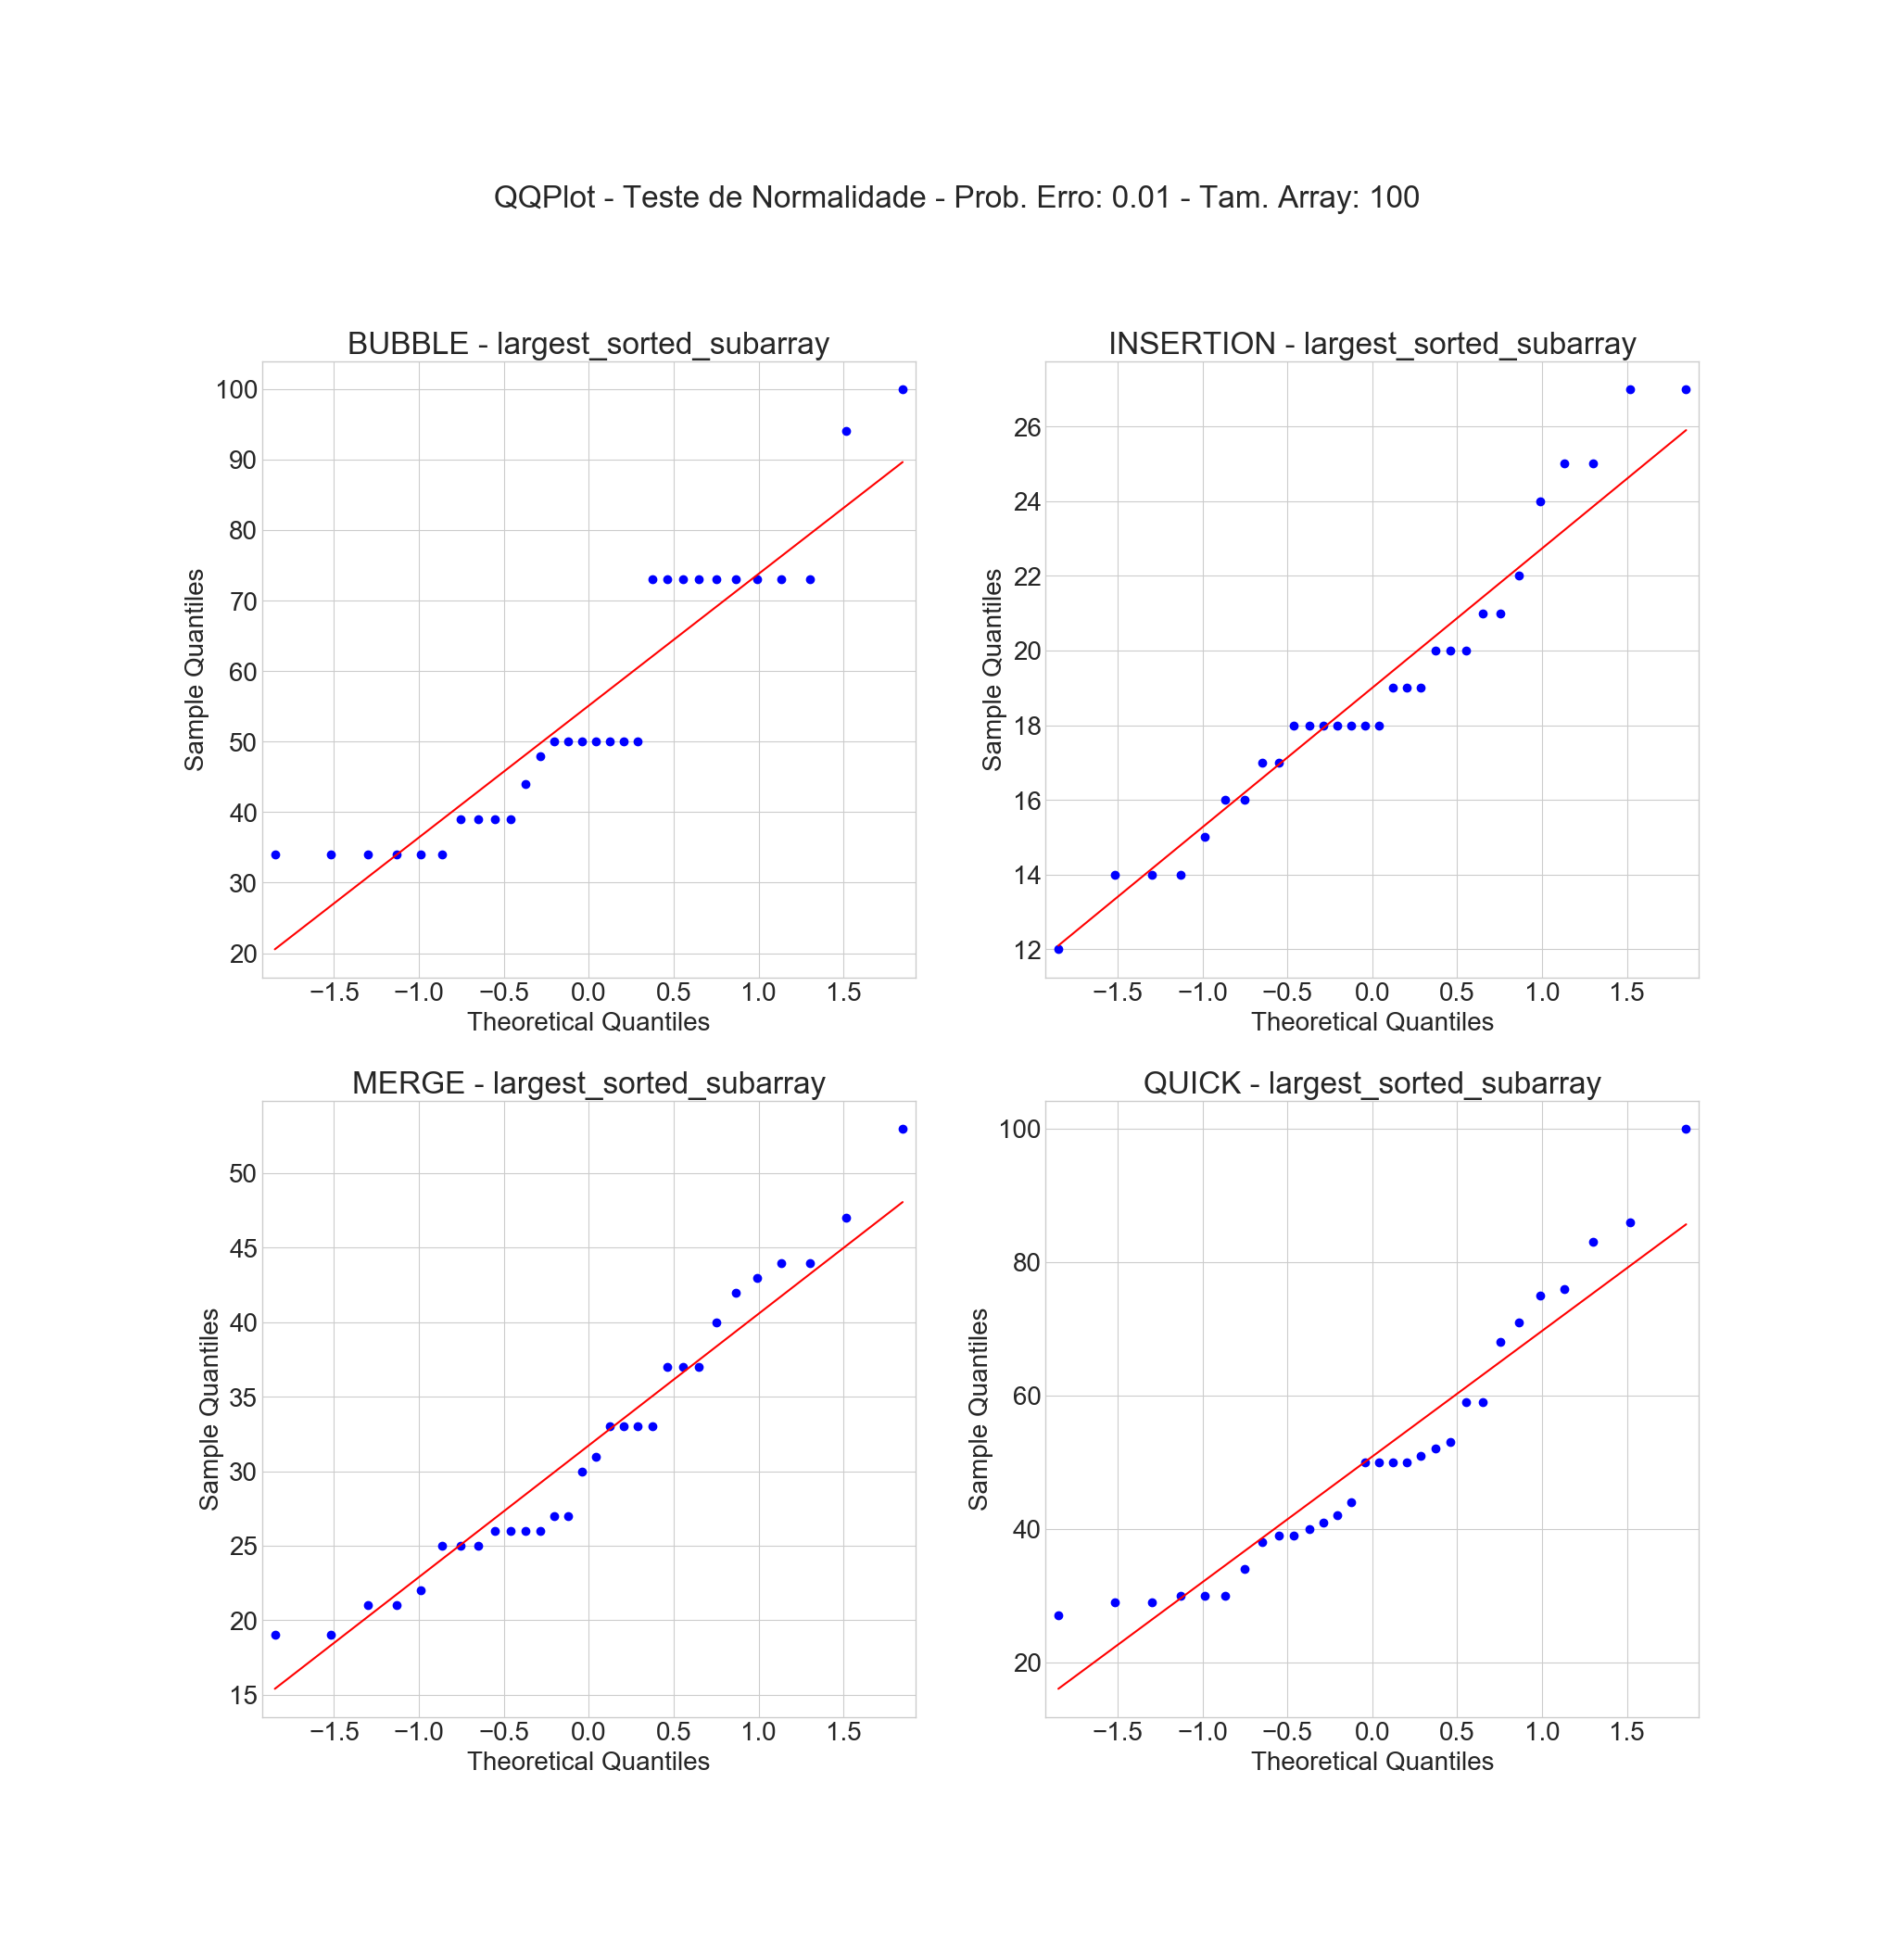 QQPlot - Teste de Normalidade - Prob. Erro: 0.01 - Tam. Array: 100
BUBBLE - largest_sorted_subarray
100
90
80
70
60
50
40
30
20
Sample Quantiles
−1.5 −1.0 −0.5 0.0 0.5 1.0 1.5
Theoretical Quantiles
INSERTION - largest_sorted_subarray
26
24
22
20
18
16
14
12
Sample Quantiles
−1.5 −1.0 −0.5 0.0 0.5 1.0 1.5
Theoretical Quantiles
MERGE - largest_sorted_subarray
50
45
40
35
30
25
20
15
Sample Quantiles
−1.5 −1.0 −0.5 0.0 0.5 1.0 1.5
Theoretical Quantiles
QUICK - largest_sorted_subarray
100
80
60
40
20
Sample Quantiles
−1.5 −1.0 −0.5 0.0 0.5 1.0 1.5
Theoretical Quantiles